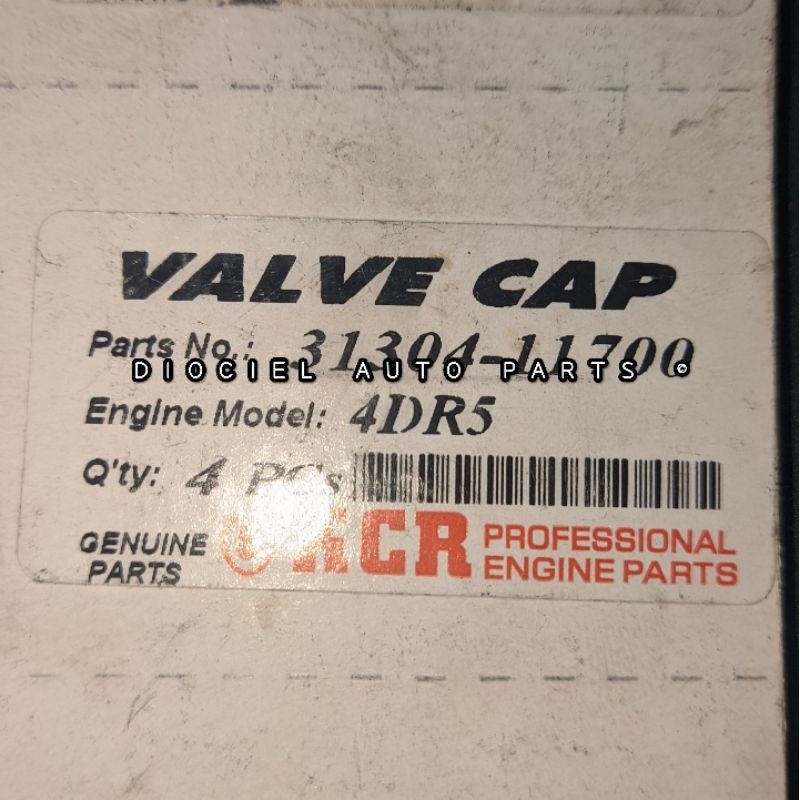 VALVE CAP
Parts No.: 31304-11700
DIOCIEL AUTO PARTS ©
Engine Model: 4DR5
Q'ty: 4 PCs
GENUINE PARTS
PROFESSIONAL
ENGINE PARTS